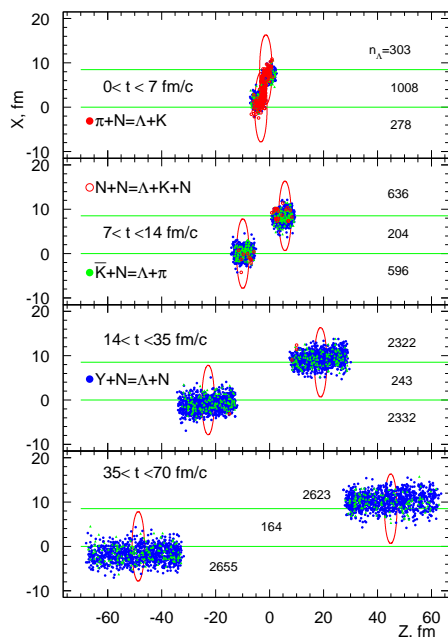 20
10
0
-10
X, fm
0< t < 7 fm/c
π+N=Λ+K
n_Λ=303
1008
278
20
10
0
-10
N+N=Λ+K+N
7< t <14 fm/c
K̅+N=Λ+π
636
204
596
20
10
0
-10
14< t <35 fm/c
Y+N=Λ+N
2322
243
2332
20
10
0
-10
35< t <70 fm/c
2623
164
2655
-60 -40 -20 0 20 40 60
Z, fm